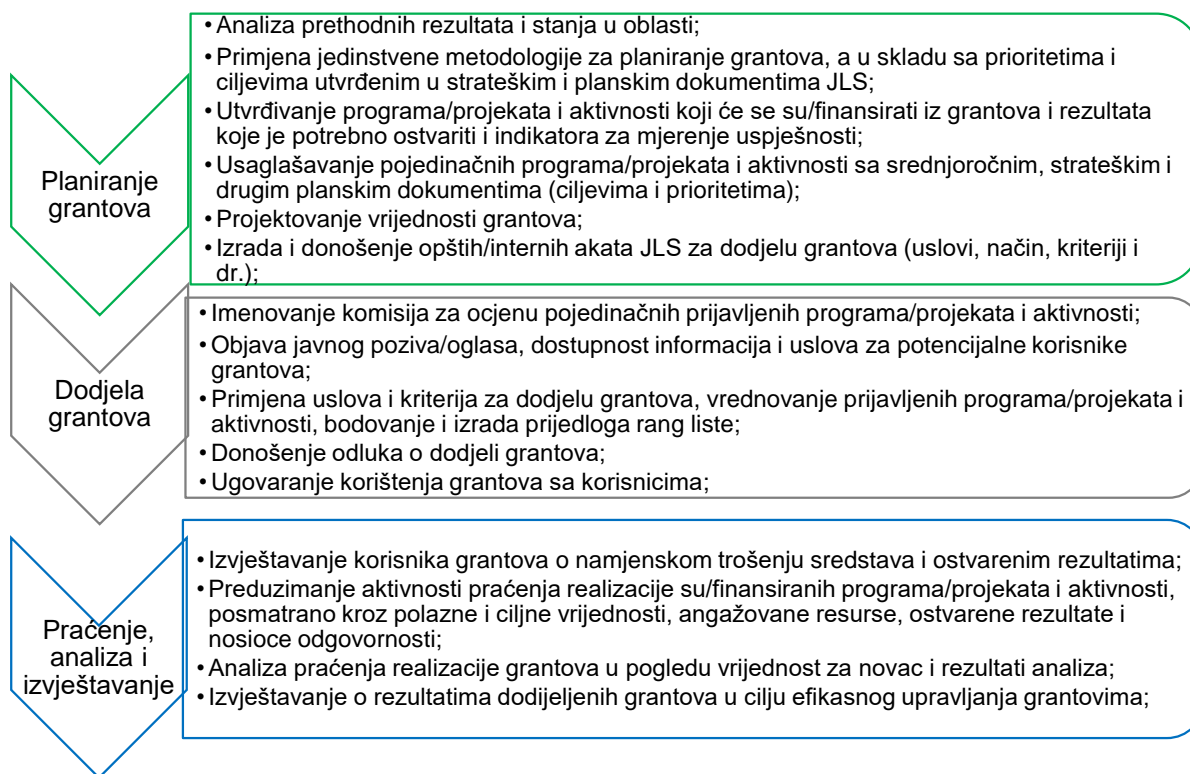 Planiranje
grantova
• Analiza prethodnih rezultata i stanja u oblasti;
• Primjena jedinstvene metodologije za planiranje grantova, a u skladu sa prioritetima i
ciljevima utvrđenim u strateškim i planskim dokumentima JLS;
• Utvrđivanje programa/projekata i aktivnosti koji će se su/finansirati iz grantova i rezultata
koje je potrebno ostvariti i indikatora za mjerenje uspješnosti;
• Usaglašavanje pojedinačnih programa/projekata i aktivnosti sa srednjoročnim, strateškim i
drugim planskim dokumentima (ciljevima i prioritetima);
• Projektovanje vrijednosti grantova;
• Izrada i donošenje opštih/internih akata JLS za dodjelu grantova (uslovi, način, kriteriji i
dr.);
Dodjela
grantova
• Imenovanje komisija za ocjenu pojedinačnih prijavljenih programa/projekata i aktivnosti;
• Objava javnog poziva/oglasa, dostupnost informacija i uslova za potencijalne korisnike
grantova;
• Primjena uslova i kriterija za dodjelu grantova, vrednovanje prijavljenih programa/projekata i
aktivnosti, bodovanje i izrada prijedloga rang liste;
• Donošenje odluka o dodjeli grantova;
• Ugovaranje korištenja grantova sa korisnicima;
Praćenje,
analiza i
izvještavanje
• Izvještavanje korisnika grantova o namjenskom trošenju sredstava i ostvarenim rezultatima;
• Preduzimanje aktivnosti praćenja realizacije su/finansiranih programa/projekata i aktivnosti,
posmatrano kroz polazne i ciljne vrijednosti, angažovane resurse, ostvarene rezultate i
nosioce odgovornosti;
• Analiza praćenja realizacije grantova u pogledu vrijednost za novac i rezultati analiza;
• Izvještavanje o rezultatima dodijeljenih grantova u cilju efikasnog upravljanja grantovima;